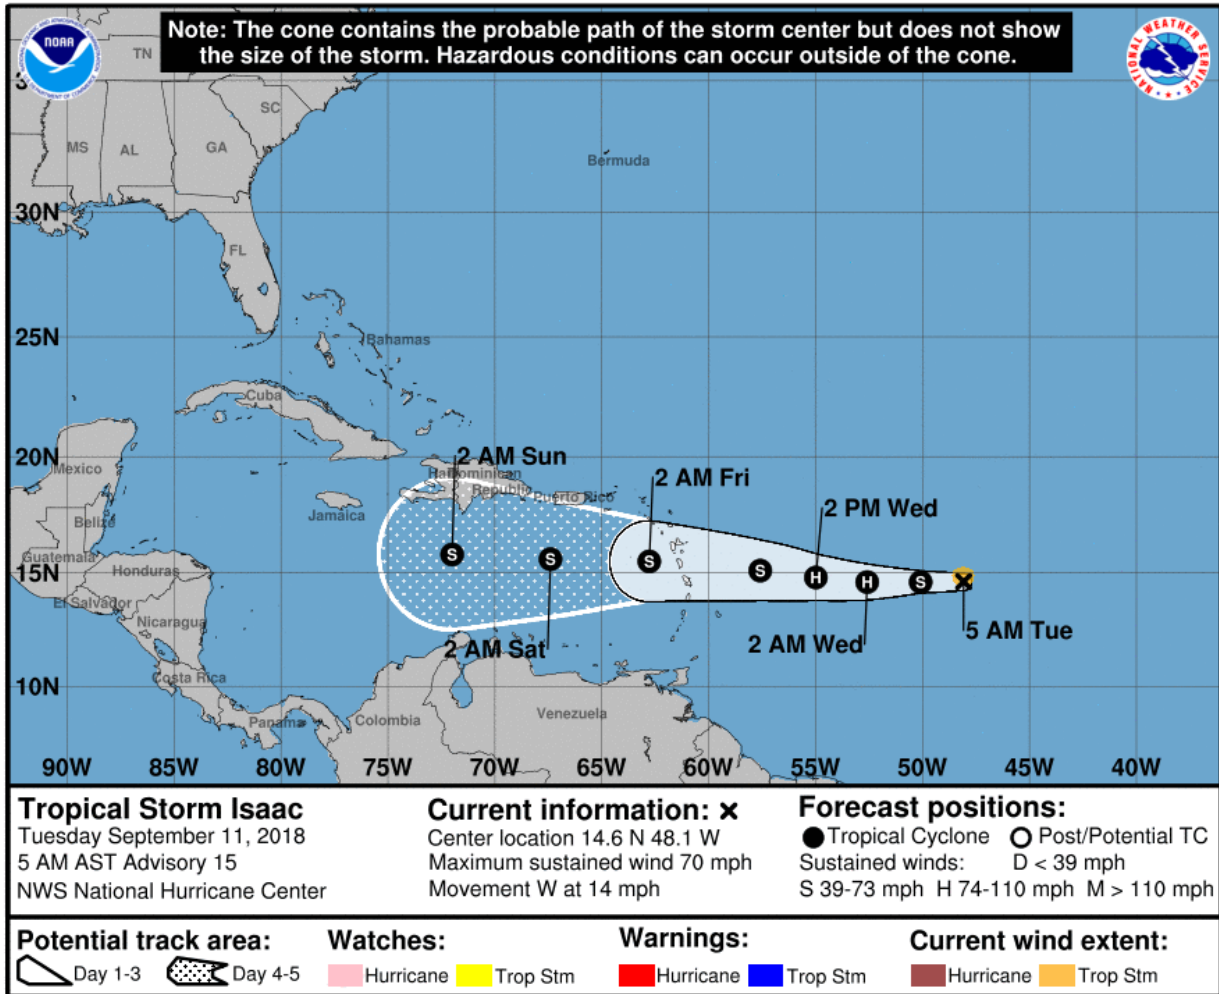 Note: The cone contains the probable path of the storm center but does not show
the size of the storm. Hazardous conditions can occur outside of the cone.
NOAA
NATIONAL WEATHER SERVICE
TN
SC
MS
AL
GA
Bermuda
30N
FL
25N
Bahamas
Cuba
20N
2 AM Sun
Mexico
Dominican
Republic
Puerto Rico
2 AM Fri
Jamaica
2 PM Wed
Belize
Guatemala
S
S
S
S
H
H
S
15N
Honduras
El Salvador
Nicaragua
2 AM Sat
2 AM Wed
5 AM Tue
Costa Rica
10N
Panama
Colombia
Venezuela
90W 85W 80W 75W 70W 65W 60W 55W 50W 45W 40W
Tropical Storm Isaac
Tuesday September 11, 2018
5 AM AST Advisory 15
NWS National Hurricane Center
Current information: ×
Center location 14.6 N 48.1 W
Maximum sustained wind 70 mph
Movement W at 14 mph
Forecast positions:
Tropical Cyclone Post/Potential TC
Sustained winds: D < 39 mph
S 39-73 mph H 74-110 mph M > 110 mph
Potential track area:
Day 1-3 Day 4-5
Watches:
Hurricane Trop Stm
Warnings:
Hurricane Trop Stm
Current wind extent:
Hurricane Trop Stm